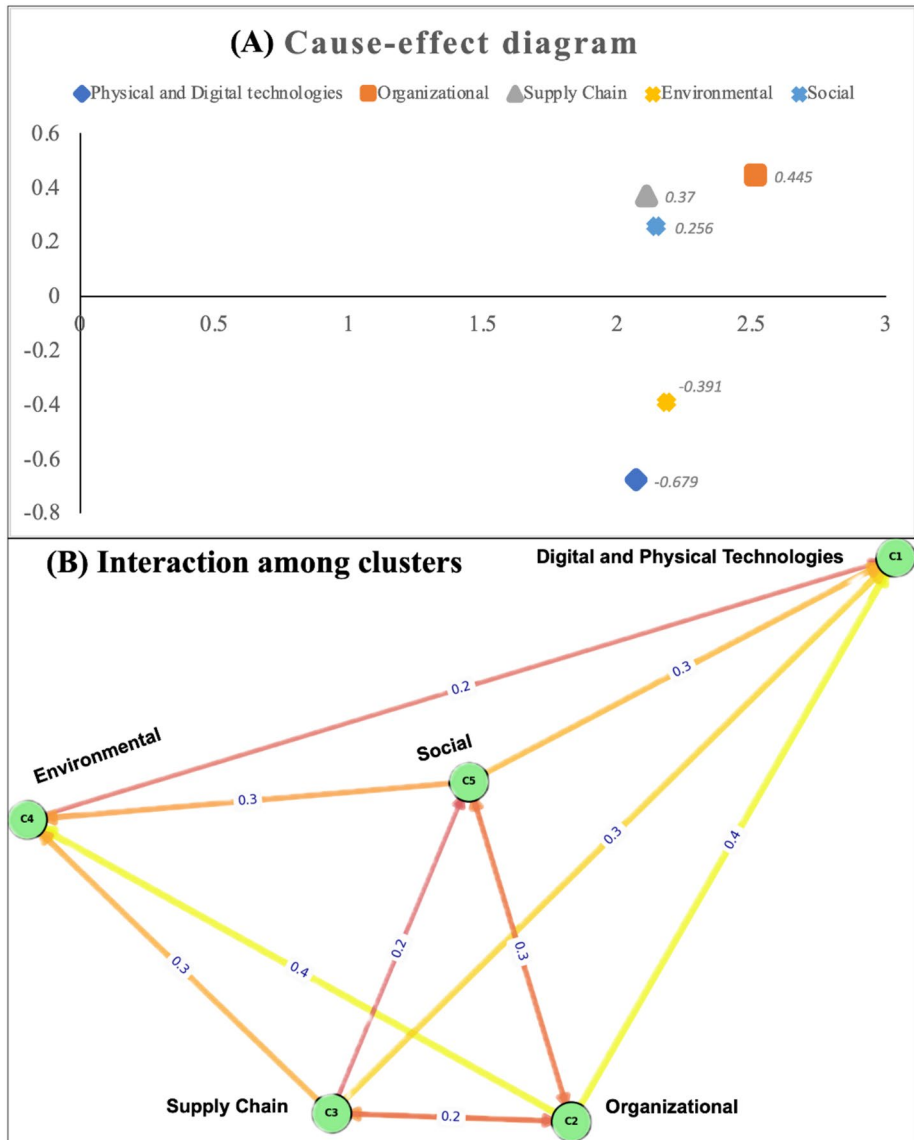 (A) Cause-effect diagram
Physical and Digital technologies Organizational Supply Chain Environmental Social
0.6
0.4
0.2
0
-0.2
-0.4
-0.6
-0.8
0 0.5 1 1.5 2 2.5 3
0.445
0.37
0.256
-0.391
-0.679
(B) Interaction among clusters
Digital and Physical Technologies
C1
0.2
0.3
Environmental
Social
C5
C4
0.3
0.3
0.4
0.2
0.3
0.3
0.4
Supply Chain
C3
0.2
C2
Organizational